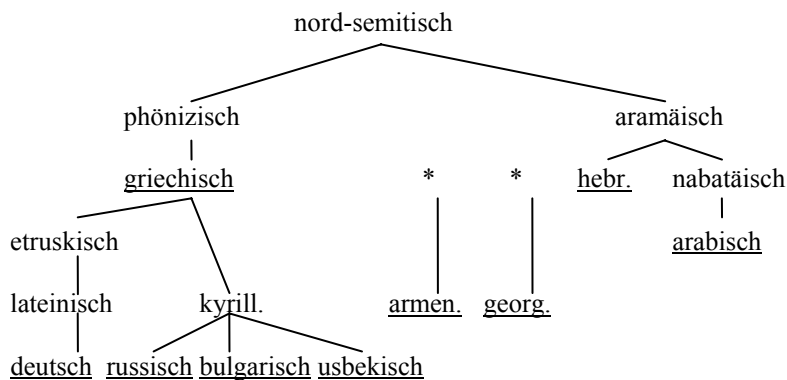 nord-semitisch
phönizisch aramäisch
griechisch * * hebr. nabatäisch
etruskisch arabisch
lateinisch kyrill. armen. georg.
deutsch russisch bulgarisch usbekisch